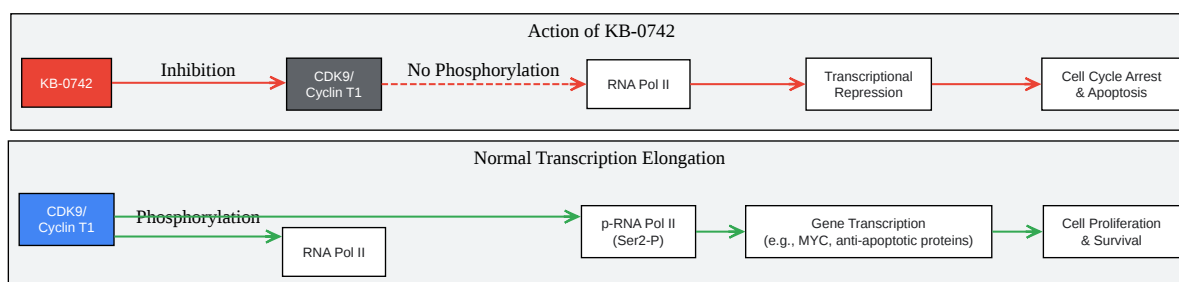 Action of KB-0742
KB-0742
Inhibition
CDK9/
Cyclin T1
No Phosphorylation
RNA Pol II
Transcriptional
Repression
Cell Cycle Arrest
& Apoptosis
Normal Transcription Elongation
CDK9/
Cyclin T1
Phosphorylation
RNA Pol II
p-RNA Pol II
(Ser2-P)
Gene Transcription
(e.g., MYC, anti-apoptotic proteins)
Cell Proliferation
& Survival